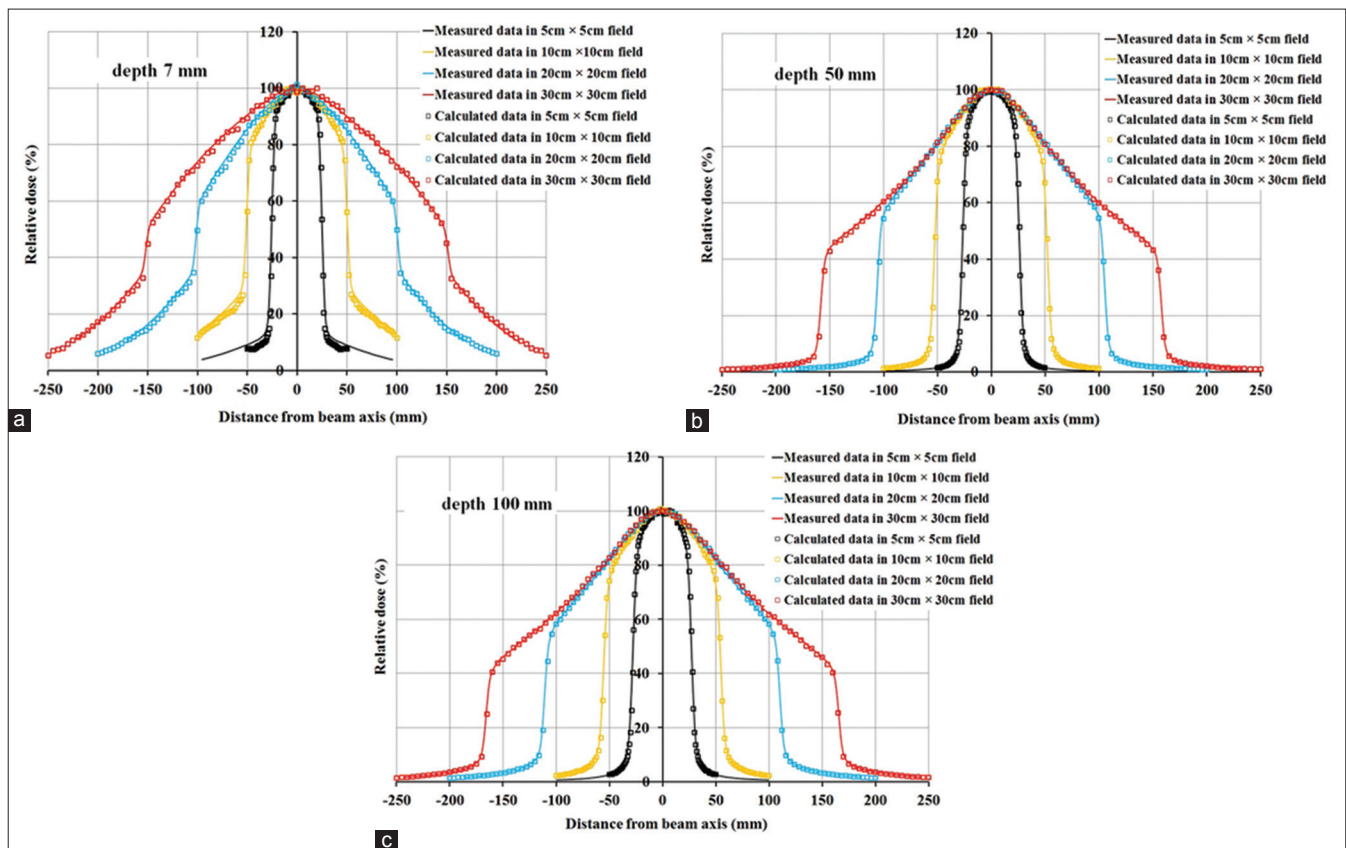 120
100
80
60
40
20
0
depth 7 mm
Measured data in 5cm × 5cm field
Measured data in 10cm ×10cm field
Measured data in 20cm × 20cm field
Measured data in 30cm × 30cm field
Calculated data in 5cm × 5cm field
Calculated data in 10cm × 10cm field
Calculated data in 20cm × 20cm field
Calculated data in 30cm × 30cm field
Relative dose (%)
-250 -200 -150 -100 -50 0 50 100 150 200 250
Distance from beam axis (mm)
a
120
100
80
60
40
20
0
depth 50 mm
Measured data in 5cm × 5cm field
Measured data in 10cm × 10cm field
Measured data in 20cm × 20cm field
Measured data in 30cm × 30cm field
Calculated data in 5cm × 5cm field
Calculated data in 10cm × 10cm field
Calculated data in 20cm × 20cm field
Calculated data in 30cm × 30cm field
Relative dose (%)
-250 -200 -150 -100 -50 0 50 100 150 200 250
Distance from beam axis (mm)
b
120
100
80
60
40
20
0
depth 100 mm
Measured data in 5cm × 5cm field
Measured data in 10cm × 10cm field
Measured data in 20cm × 20cm field
Measured data in 30cm × 30cm field
Calculated data in 5cm × 5cm field
Calculated data in 10cm × 10cm field
Calculated data in 20cm × 20cm field
Calculated data in 30cm × 30cm field
Relative dose (%)
-250 -200 -150 -100 -50 0 50 100 150 200 250
Distance from beam axis (mm)
c